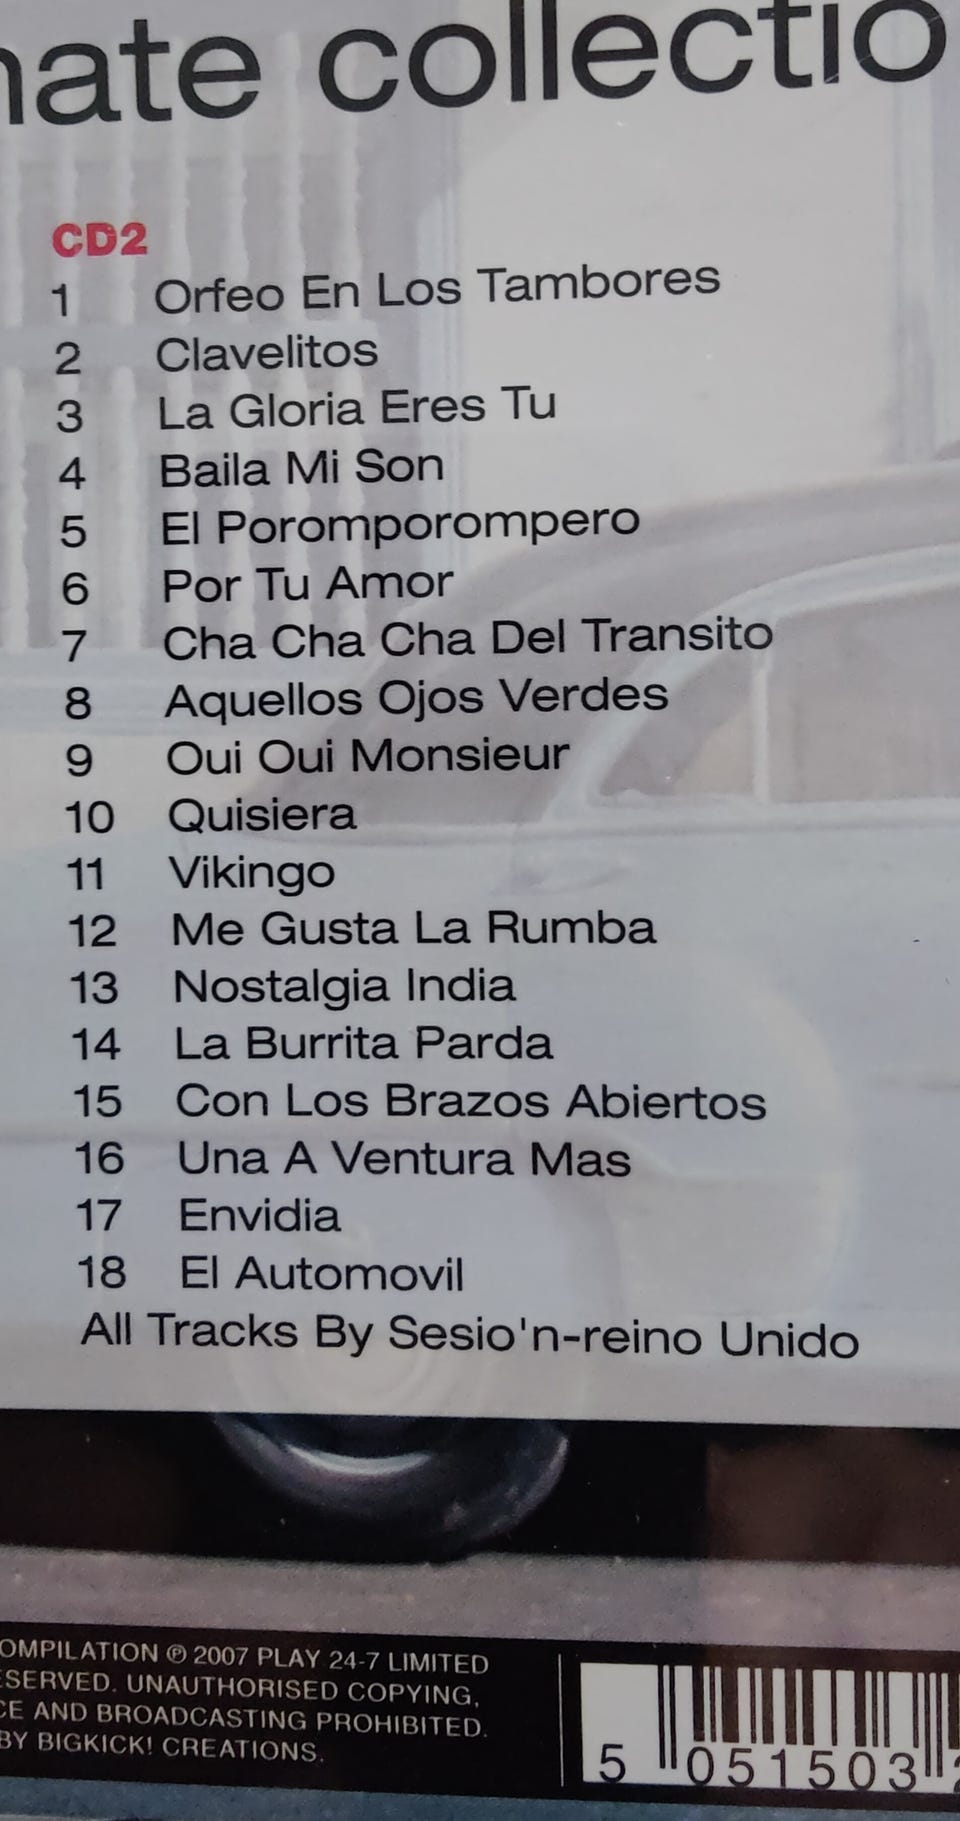 nate collectio
CD2
1 Orfeo En Los Tambores
2 Clavelitos
3 La Gloria Eres Tu
4 Baila Mi Son
5 El Poromporompero
6 Por Tu Amor
7 Cha Cha Cha Del Transito
8 Aquellos Ojos Verdes
9 Oui Oui Monsieur
10 Quisiera
11 Vikingo
12 Me Gusta La Rumba
13 Nostalgia India
14 La Burrita Parda
15 Con Los Brazos Abiertos
16 Una A Ventura Mas
17 Envidia
18 El Automovil
All Tracks By Sesio'n-reino Unido
OMPILATION ℗ 2007 PLAY 24-7 LIMITED
ESERVED. UNAUTHORISED COPYING,
CE AND BROADCASTING PROHIBITED.
BY BIGKICK! CREATIONS.
5 051503